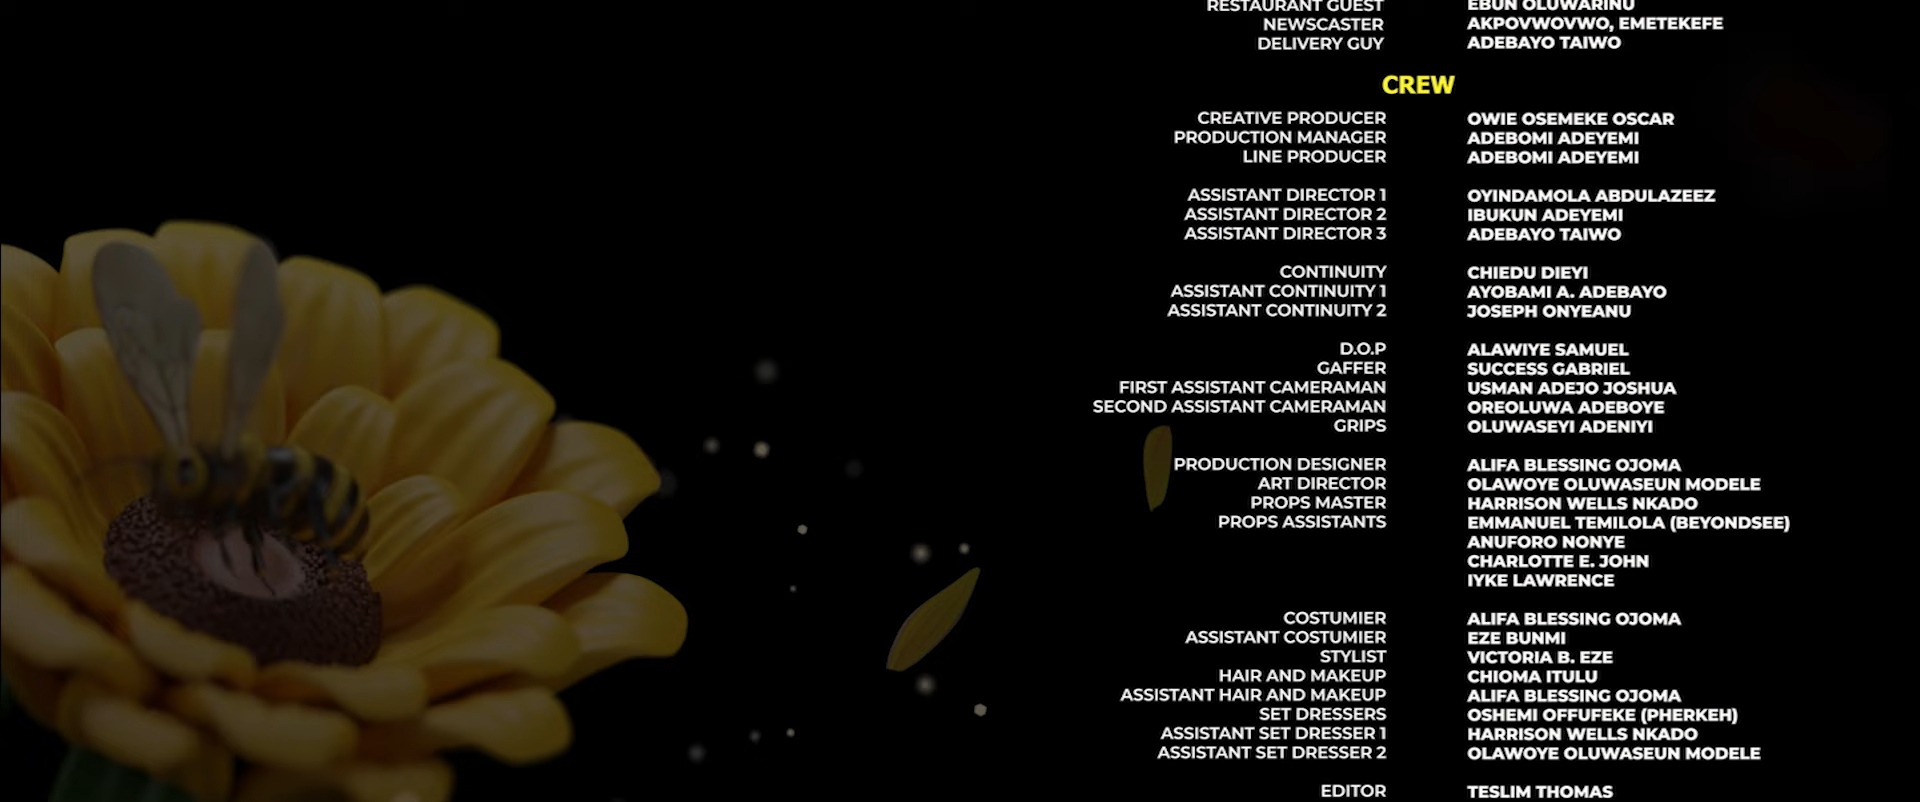 RESTAURANT GUEST EBUN OLUWARINU
NEWSCASTER AKPOVWOVWO, EMETEKEFE
DELIVERY GUY ADEBAYO TAIWO
CREW
CREATIVE PRODUCER OWIE OSEMEKE OSCAR
PRODUCTION MANAGER ADEBOMI ADEYEMI
LINE PRODUCER ADEBOMI ADEYEMI
ASSISTANT DIRECTOR 1 OYINDAMOLA ABDULAZEEZ
ASSISTANT DIRECTOR 2 IBUKUN ADEYEMI
ASSISTANT DIRECTOR 3 ADEBAYO TAIWO
CONTINUITY CHIEDU DIEYI
ASSISTANT CONTINUITY 1 AYOBAMI A. ADEBAYO
ASSISTANT CONTINUITY 2 JOSEPH ONYEANU
D.O.P ALAWIYE SAMUEL
GAFFER SUCCESS GABRIEL
FIRST ASSISTANT CAMERAMAN USMAN ADEJO JOSHUA
SECOND ASSISTANT CAMERAMAN OREOLUWA ADEBOYE
GRIPS OLUWASEYI ADENIYI
PRODUCTION DESIGNER ALIFA BLESSING OJOMA
ART DIRECTOR OLAWOYE OLUWASEUN MODELE
PROPS MASTER HARRISON WELLS NKADO
PROPS ASSISTANTS EMMANUEL TEMILOLA (BEYONDSEE)
ANUFORO NONYE
CHARLOTTE E. JOHN
IYKE LAWRENCE
COSTUMIER ALIFA BLESSING OJOMA
ASSISTANT COSTUMIER EZE BUNMI
STYLIST VICTORIA B. EZE
HAIR AND MAKEUP CHIOMA ITULU
ASSISTANT HAIR AND MAKEUP ALIFA BLESSING OJOMA
SET DRESSERS OSHEMI OFFUFEKE (PHERKEH)
ASSISTANT SET DRESSER 1 HARRISON WELLS NKADO
ASSISTANT SET DRESSER 2 OLAWOYE OLUWASEUN MODELE
EDITOR TESLIM THOMAS